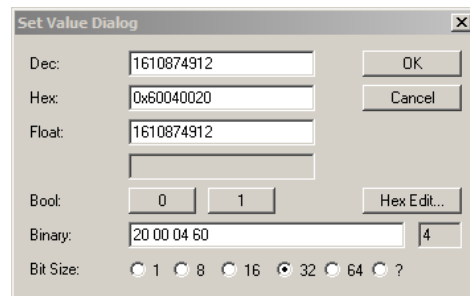 Set Value Dialog
Dec: 1610874912 OK
Hex: 0x60040020 Cancel
Float: 1610874912
Bool: 0 1 Hex Edit...
Binary: 20 00 04 60 4
Bit Size: 1 8 16 32 64 ?